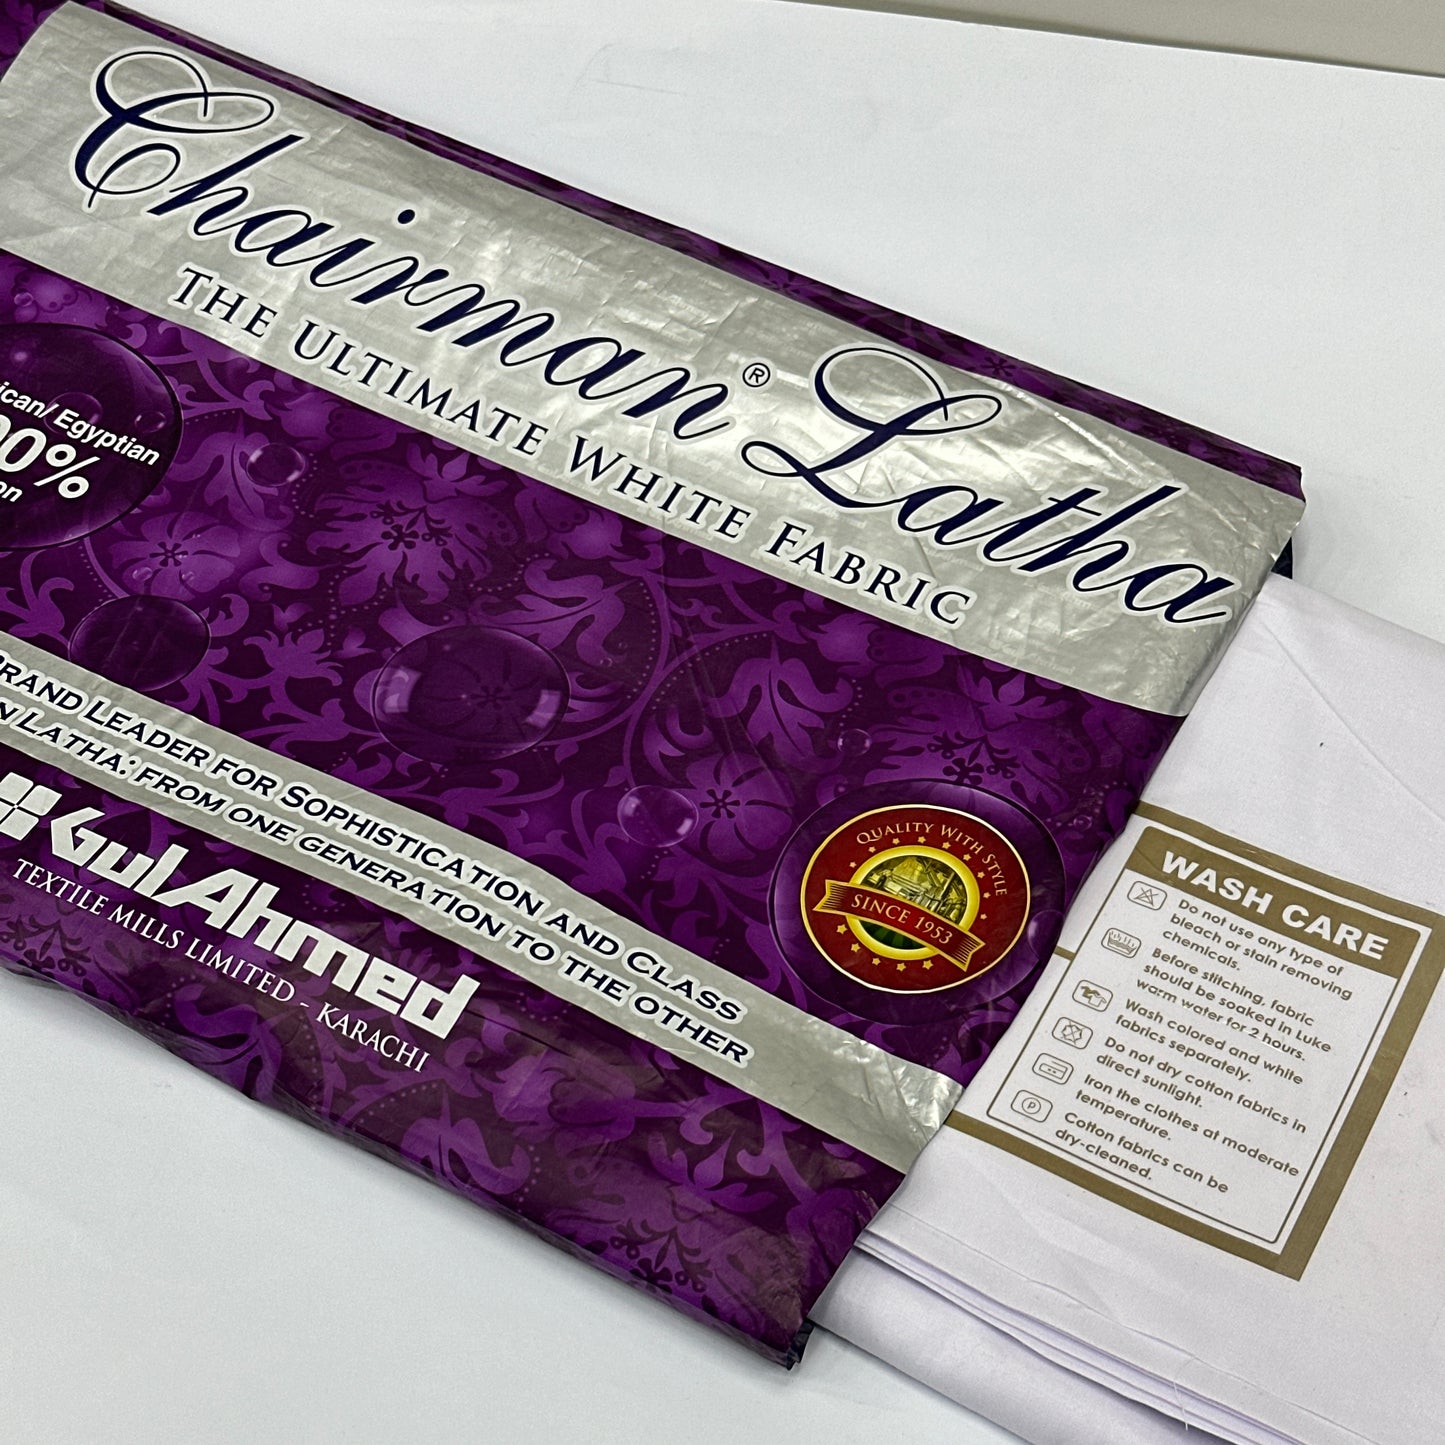 Chairman® Latha
THE ULTIMATE WHITE FABRIC
Egyptian
LEADER FOR SOPHISTICATION AND CLASS
LATHA: FROM ONE GENERATION TO THE OTHER
GulAhmed
TEXTILE MILLS LIMITED - KARACHI
QUALITY WITH STYLE
SINCE 1953
WASH CARE
Do not use any type of
bleach or stain removing
chemicals.
Before stitching, fabric
should be soaked in Luke
warm water for 2 hours.
Wash colored and white
fabrics separately.
Do not dry cotton fabrics in
direct sunlight.
Iron the clothes at moderate
temperature.
P
Cotton fabrics can be
dry-cleaned.